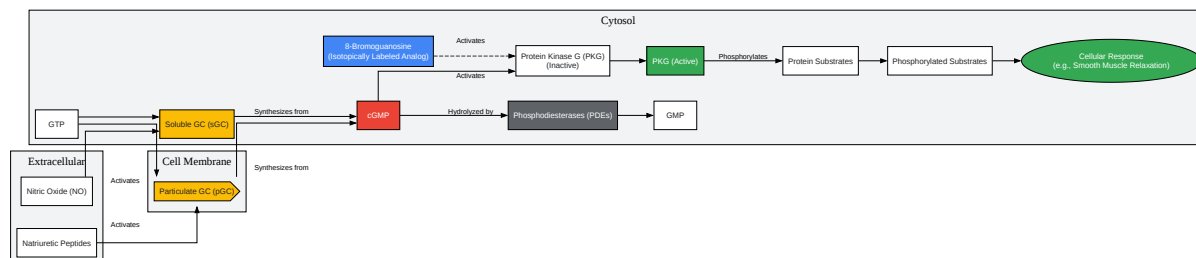 Cytosol
8-Bromoguanosine
(Isotopically Labeled Analog)
Activates
Protein Kinase G (PKG)
(Inactive)
Activates
PKG (Active)
Phosphorylates
Protein Substrates
Phosphorylated Substrates
Cellular Response
(e.g., Smooth Muscle Relaxation)
GTP
Soluble GC (sGC)
Synthesizes from
cGMP
Hydrolyzed by
Phosphodiesterases (PDEs)
GMP
Extracellular
Cell Membrane
Synthesizes from
Nitric Oxide (NO)
Activates
Particulate GC (pGC)
Activates
Natriuretic Peptides